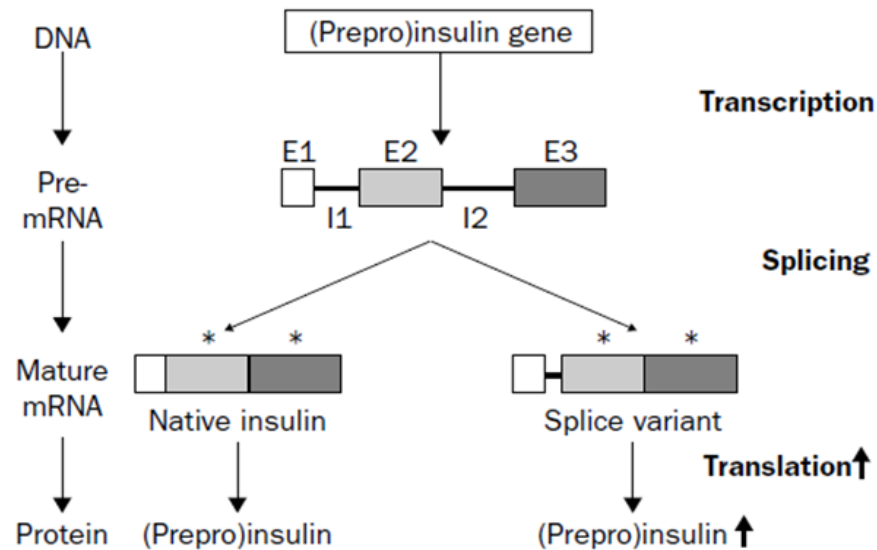 DNA
(Prepro)insulin gene
Transcription
E1 E2 E3
Pre-
mRNA
I1 I2
Splicing
* * * *
Mature
mRNA
Native insulin Splice variant
Translation↑
Protein (Prepro)insulin (Prepro)insulin ↑